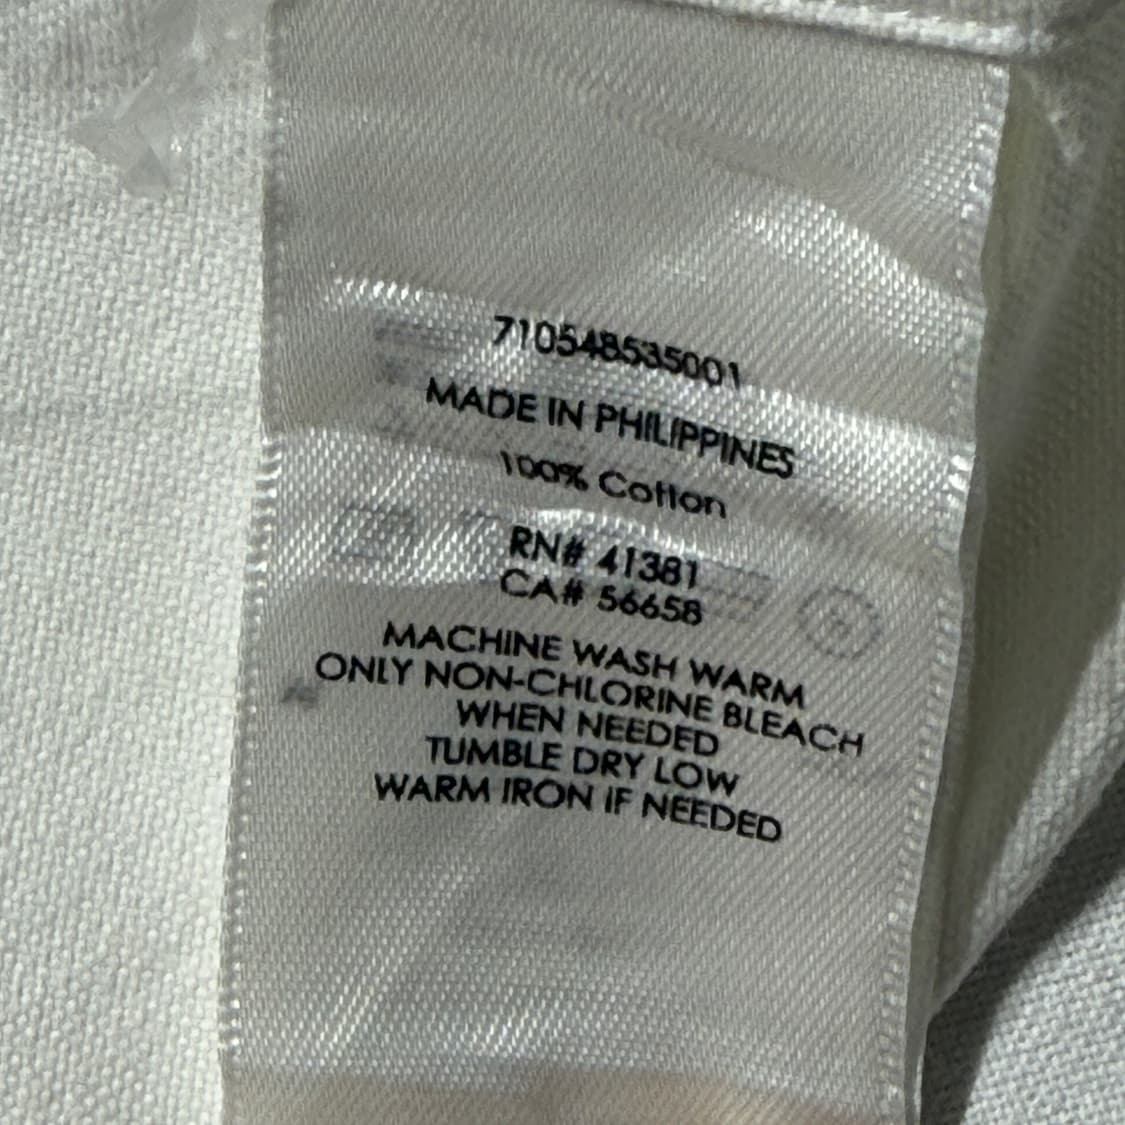 710548535001
MADE IN PHILIPPINES
100% Cotton
RN# 41381
CA# 56658
MACHINE WASH WARM
ONLY NON-CHLORINE BLEACH
WHEN NEEDED
TUMBLE DRY LOW
WARM IRON IF NEEDED